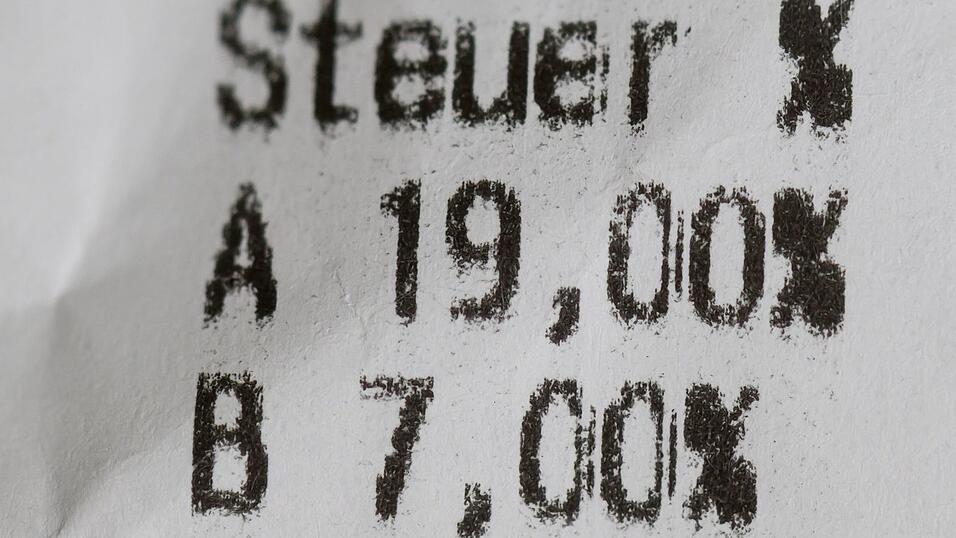 Steuer %
A 19,00%
B 7,00%